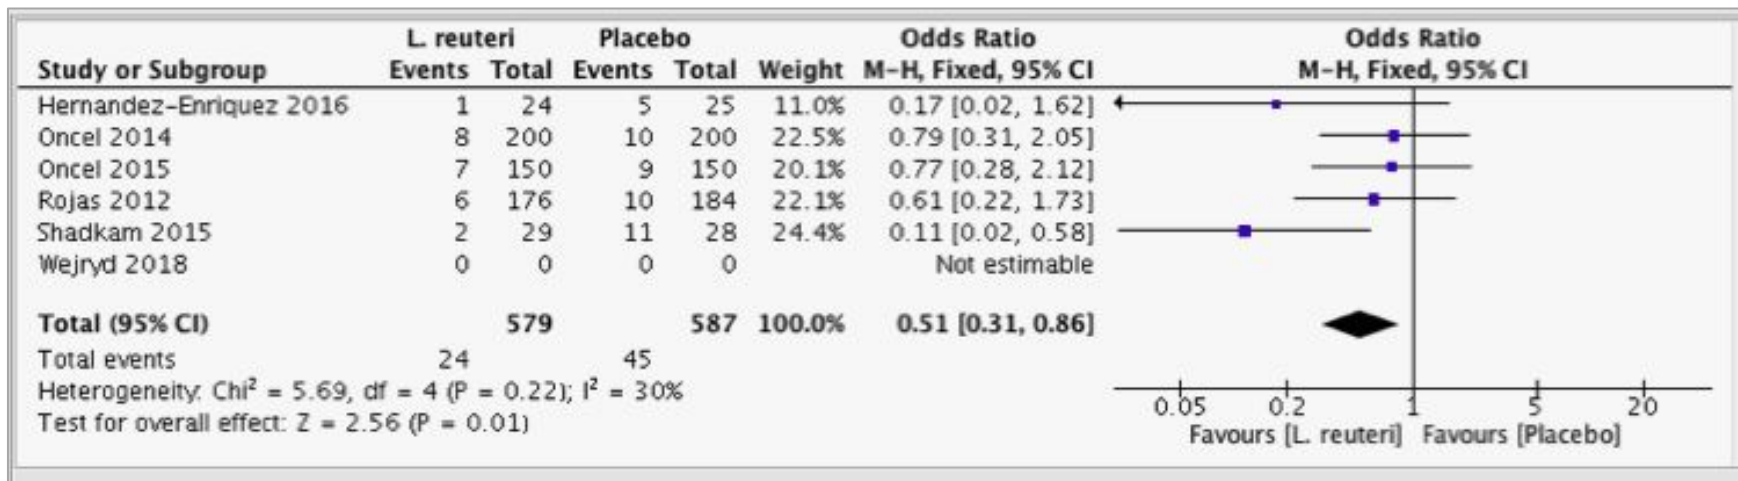 L. reuteri Placebo Odds Ratio Odds Ratio
Study or Subgroup Events Total Events Total Weight M-H, Fixed, 95% CI M-H, Fixed, 95% CI
Hernandez-Enriquez 2016 1 24 5 25 11.0% 0.17 [0.02, 1.62]
Oncel 2014 8 200 10 200 22.5% 0.79 [0.31, 2.05]
Oncel 2015 7 150 9 150 20.1% 0.77 [0.28, 2.12]
Rojas 2012 6 176 10 184 22.1% 0.61 [0.22, 1.73]
Shadkam 2015 2 29 11 28 24.4% 0.11 [0.02, 0.58]
Wejryd 2018 0 0 0 0 Not estimable
Total (95% CI) 579 587 100.0% 0.51 [0.31, 0.86]
Total events 24 45
Heterogeneity: Chi² = 5.69, df = 4 (P = 0.22); I² = 30%
Test for overall effect: Z = 2.56 (P = 0.01)
0.05 0.2 1 5 20
Favours [L. reuteri] Favours [Placebo]